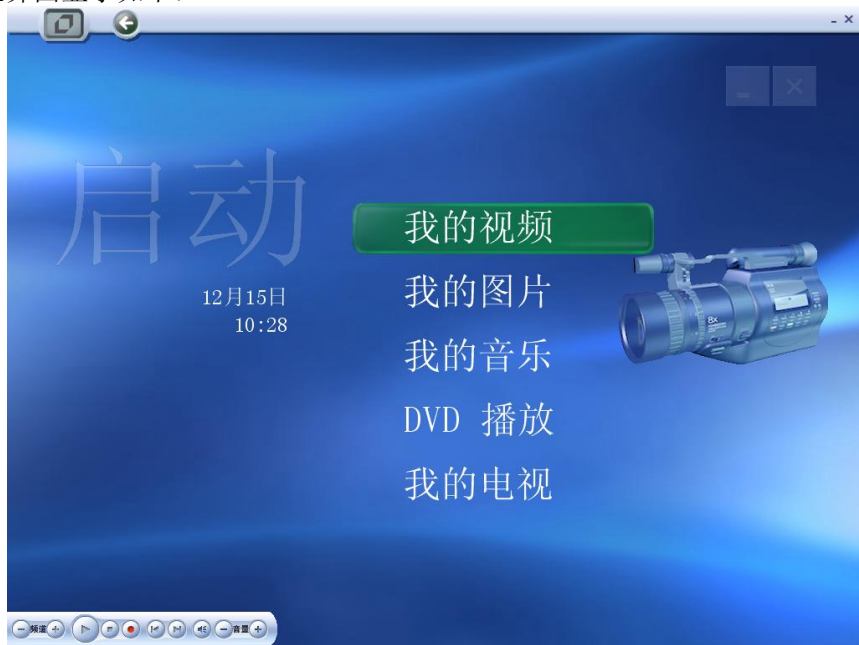 启动
12月15日
10:28
我的视频
我的图片
我的音乐
DVD 播放
我的电视
8X
频道
音量